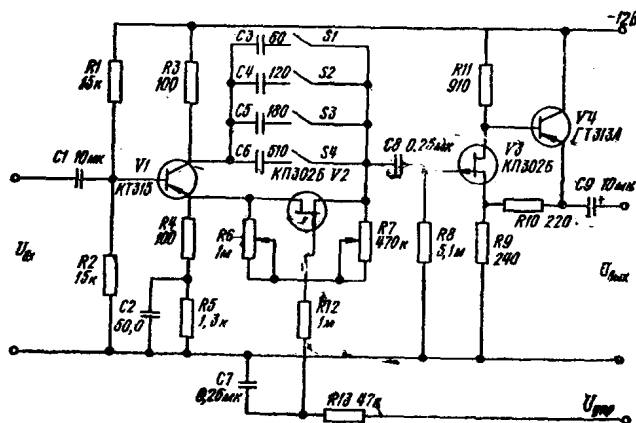 -12В
C3 60 S1
C4 120 S2
C5 180 S3
C6 510 S4
R1
15к
R3
100
R11
910
V4
ГТ313А
C1 10мк
V1
КТ315
КП302Б V2
C8 0.25мк
V3
КП302Б
C9 10мк
Uвх
R2
15к
R4
100
R6
1м
R7
470к
R8
5,1м
R10 220
R9
240
Uвых
C2
50,0
R5
1,3к
R12
1м
C7
0,25мк
R13 47к
Uупр